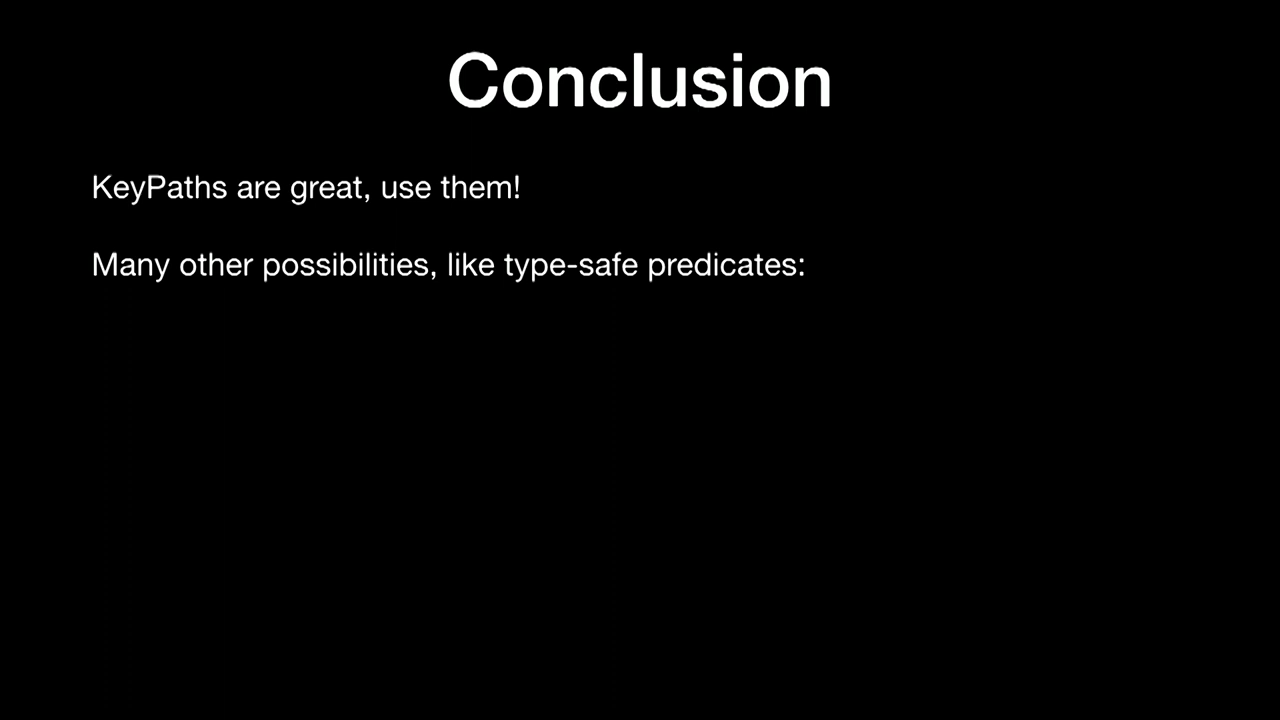 Conclusion
KeyPaths are great, use them!
Many other possibilities, like type-safe predicates: